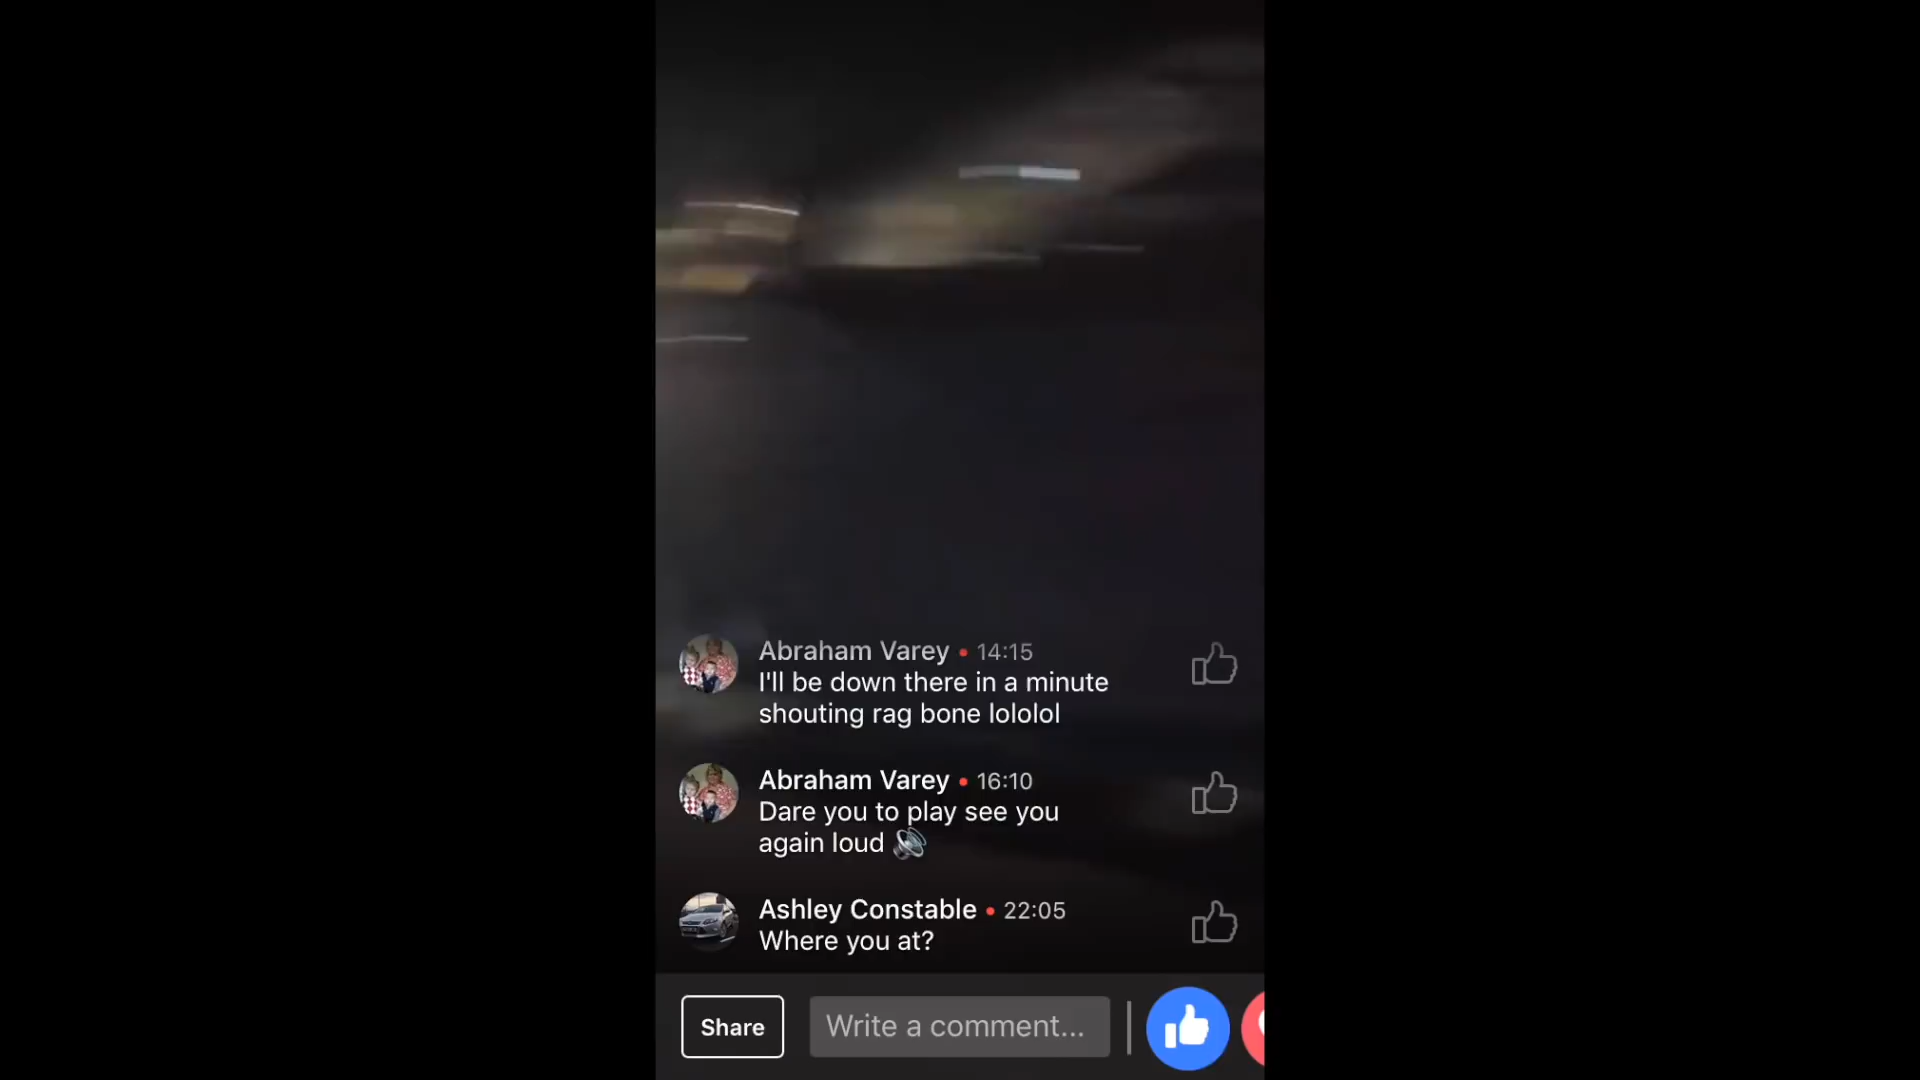 Abraham Varey • 14:15
I'll be down there in a minute
shouting rag bone lololol
Abraham Varey • 16:10
Dare you to play see you
again loud 🔊
Ashley Constable • 22:05
Where you at?
Share
Write a comment...